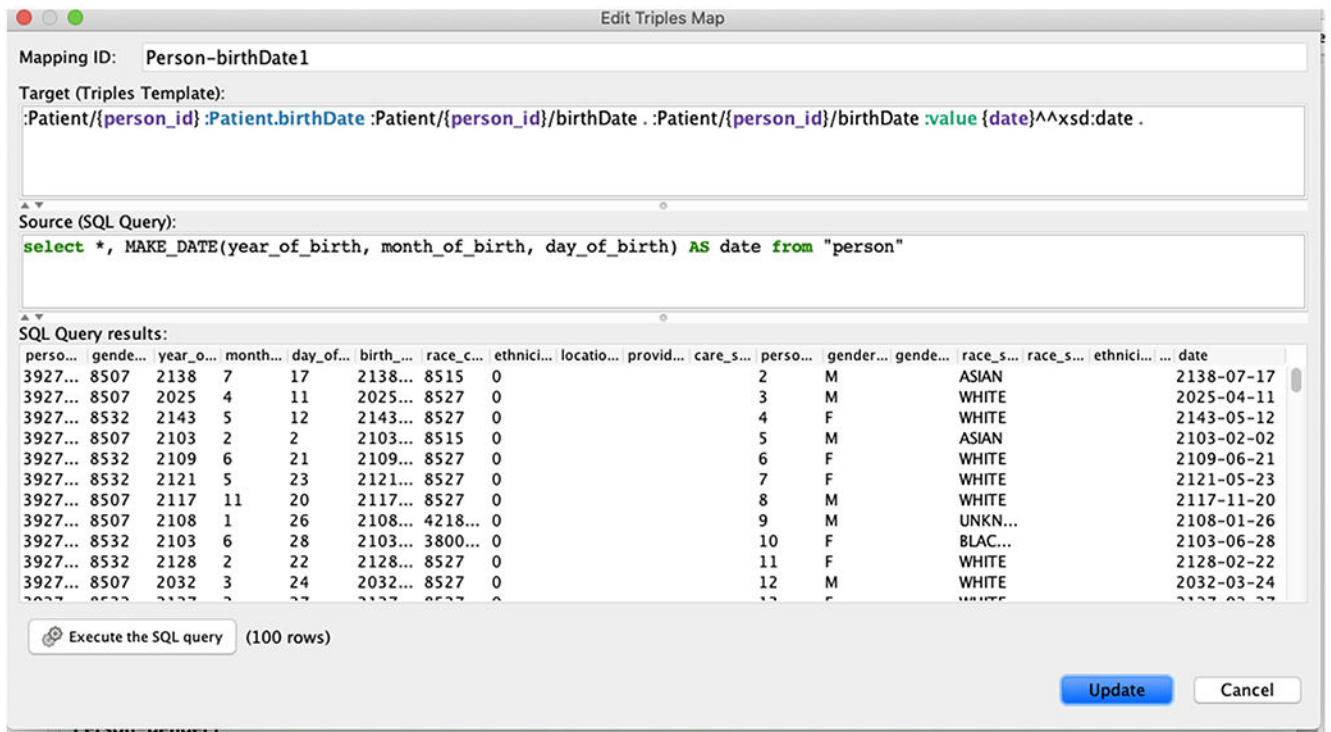 Edit Triples Map
Mapping ID: Person-birthDate1
Target (Triples Template):
:Patient/{person_id} :Patient.birthDate :Patient/{person_id}/birthDate . :Patient/{person_id}/birthDate :value {date}^^xsd:date .
Source (SQL Query):
select *, MAKE_DATE(year_of_birth, month_of_birth, day_of_birth) AS date from "person"
SQL Query results:
perso... gende... year_o... month... day_of... birth_... race_c... ethnici... locatio... provid... care_s... perso... gender... gende... race_s... race_s... ethnici... ... date
3927... 8507 2138 7 17 2138... 8515 0 2 M ASIAN 2138-07-17
3927... 8507 2025 4 11 2025... 8527 0 3 M WHITE 2025-04-11
3927... 8532 2143 5 12 2143... 8527 0 4 F WHITE 2143-05-12
3927... 8507 2103 2 2 2103... 8515 0 5 M ASIAN 2103-02-02
3927... 8532 2109 6 21 2109... 8527 0 6 F WHITE 2109-06-21
3927... 8532 2121 5 23 2121... 8527 0 7 F WHITE 2121-05-23
3927... 8507 2117 11 20 2117... 8527 0 8 M WHITE 2117-11-20
3927... 8507 2108 1 26 2108... 4218... 0 9 M UNKN... 2108-01-26
3927... 8532 2103 6 28 2103... 3800... 0 10 F BLAC... 2103-06-28
3927... 8532 2128 2 22 2128... 8527 0 11 F WHITE 2128-02-22
3927... 8507 2032 3 24 2032... 8527 0 12 M WHITE 2032-03-24
Execute the SQL query (100 rows)
Update Cancel